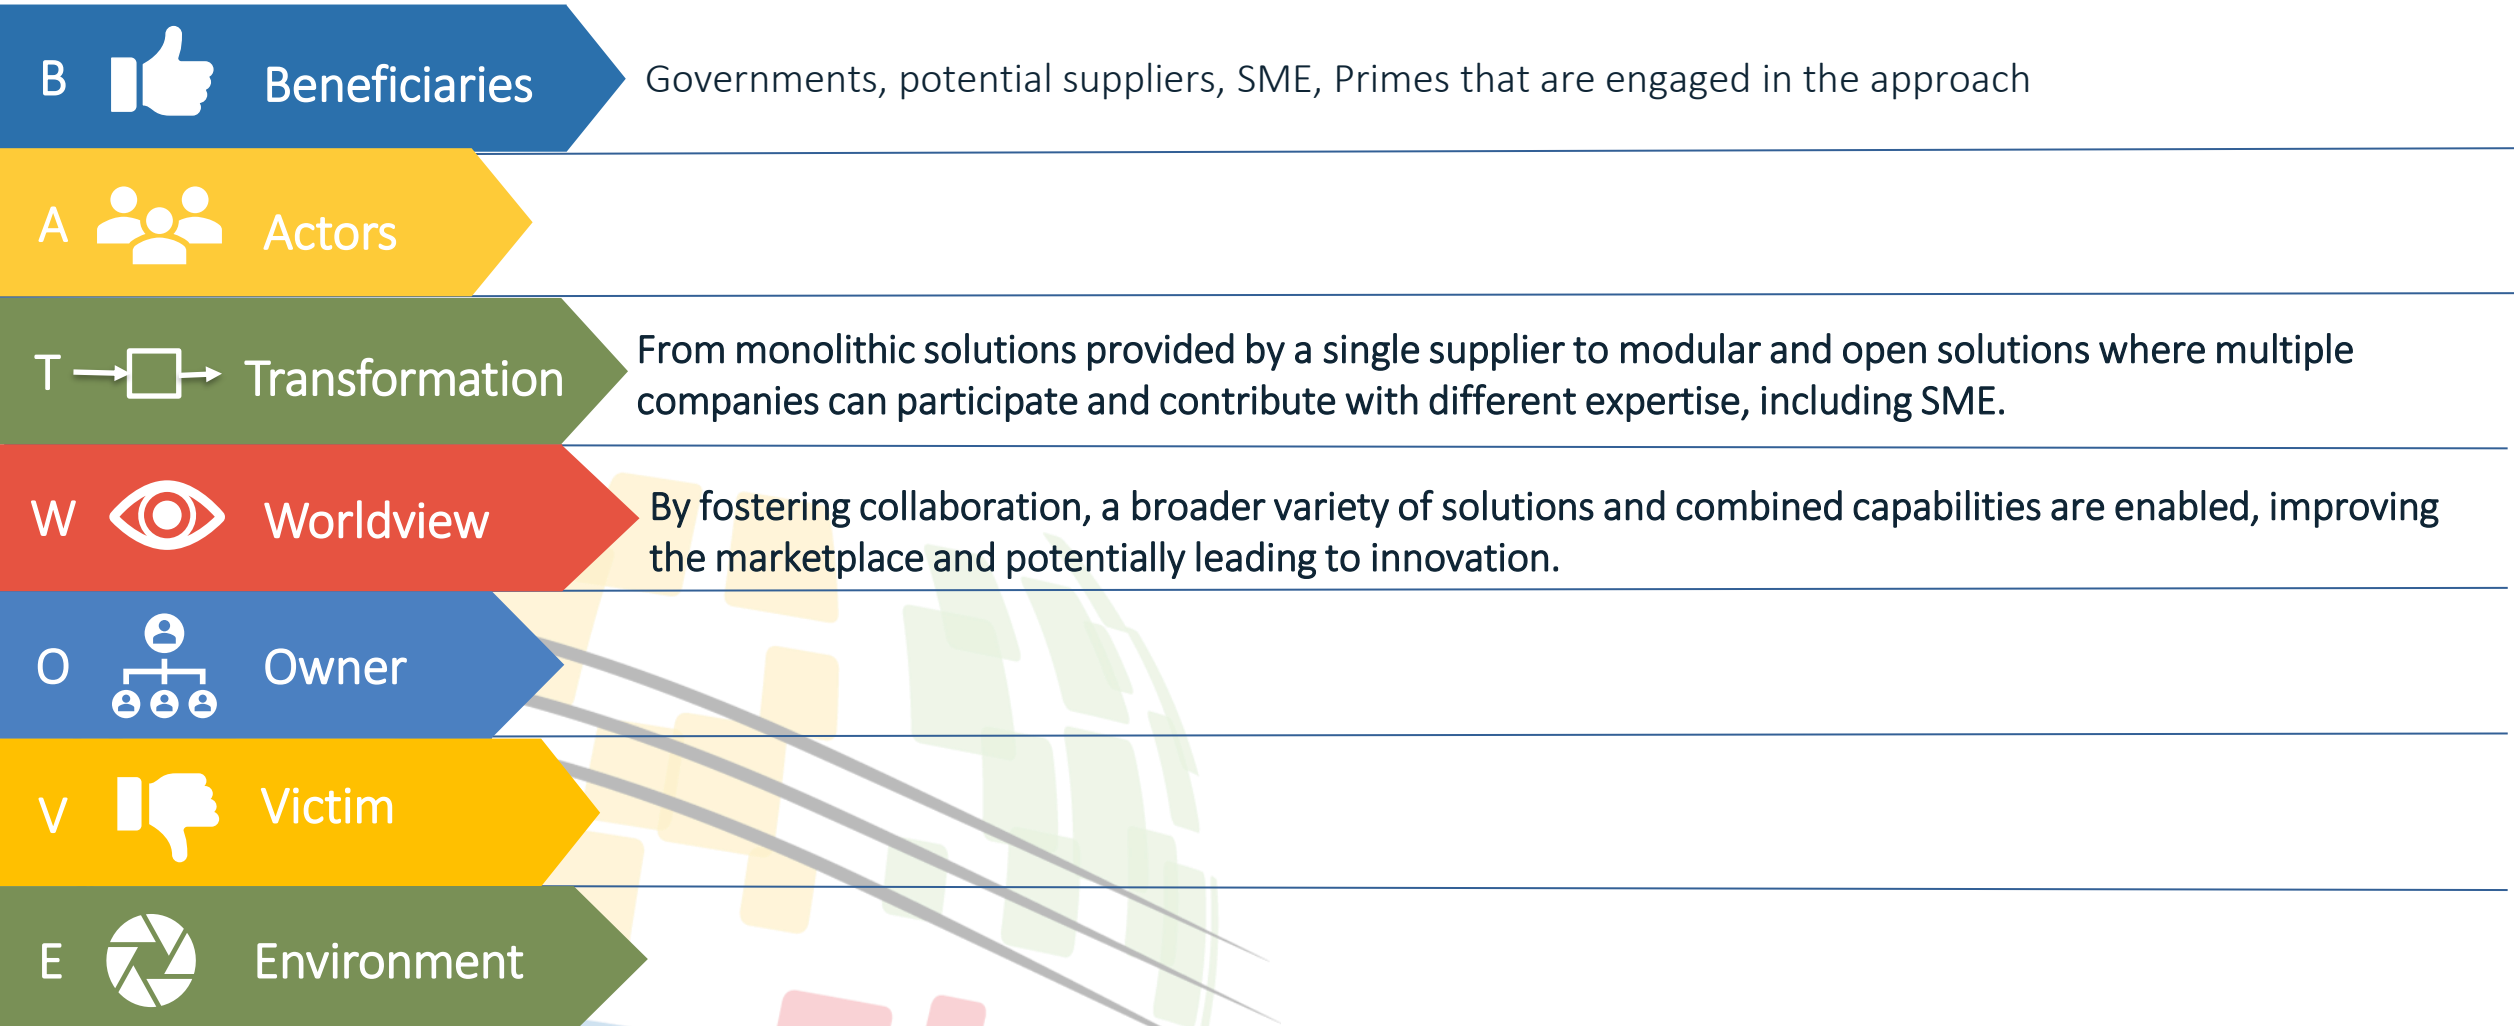 B Beneficiaries Governments, potential suppliers, SME, Primes that are engaged in the approach
A Actors
T Transformation From monolithic solutions provided by a single supplier to modular and open solutions where multiple
companies can participate and contribute with different expertise, including SME.
W Worldview By fostering collaboration, a broader variety of solutions and combined capabilities are enabled, improving
the marketplace and potentially leading to innovation.
O Owner
V Victim
E Environment